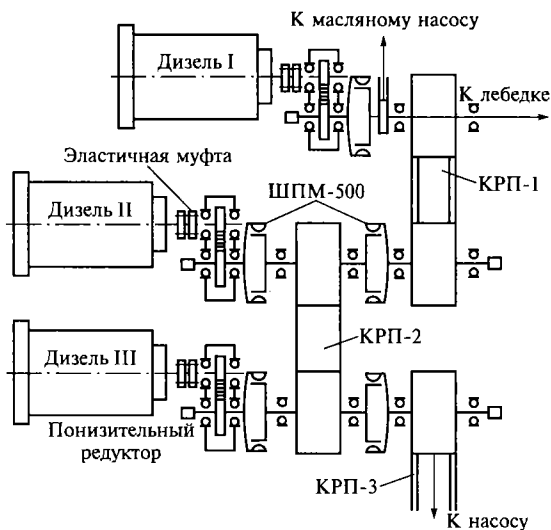 К масляному насосу
Дизель I
К лебедке
Эластичная муфта
ШПМ-500
КРП-1
Дизель II
КРП-2
Дизель III
Понизительный
редуктор
КРП-3
К насосу